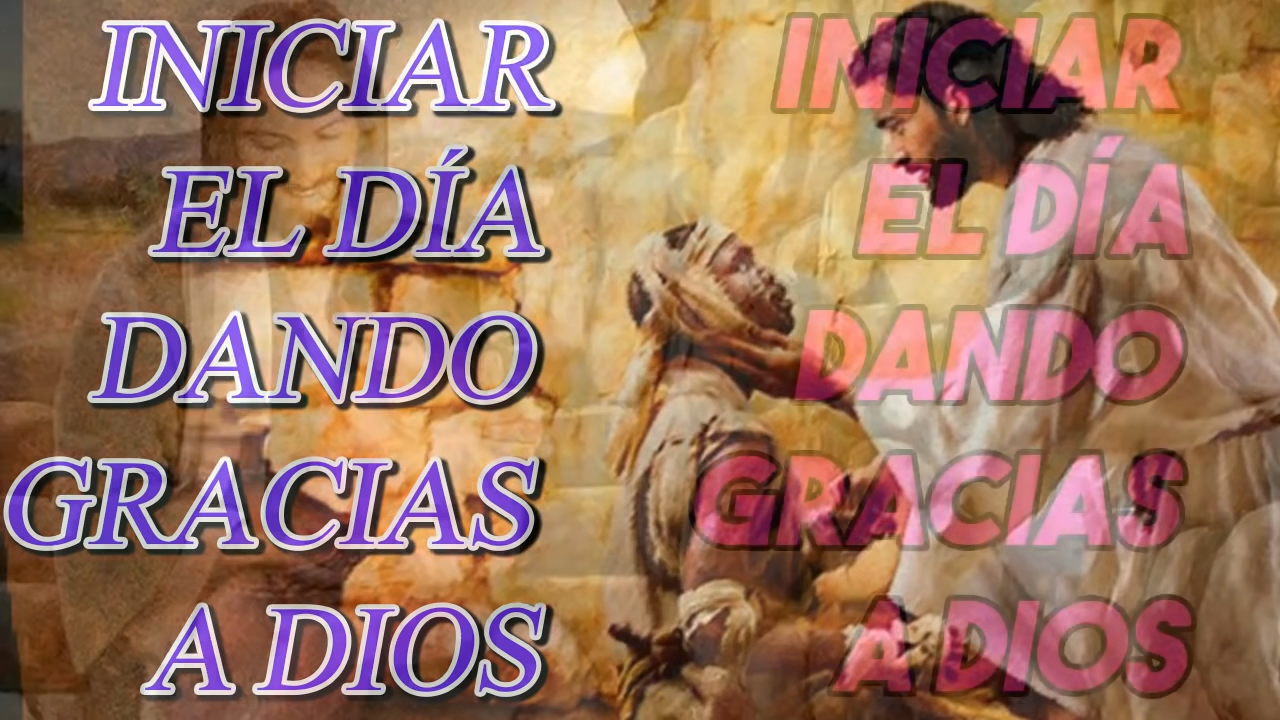 INICIAR
EL DÍA
DANDO
GRACIAS
A DIOS
INICIAR
EL DÍA
DANDO
GRACIAS
A DIOS